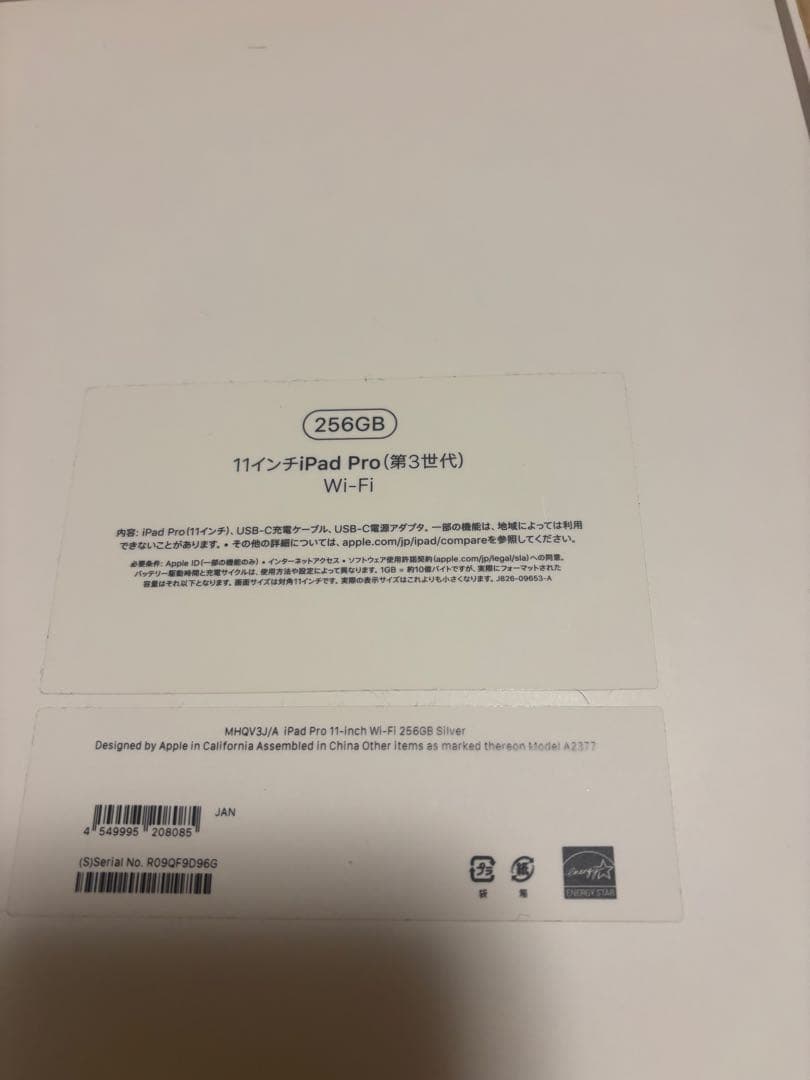 256GB
11インチiPad Pro（第3世代）
Wi-Fi
内容: iPad Pro（11インチ）、USB-C充電ケーブル、USB-C電源アダプタ。一部の機能は、地域によっては利用
できないことがあります。• その他の詳細については、apple.com/jp/ipad/compareを参照してください。
必要条件: Apple ID（一部の機能のみ）• インターネットアクセス • ソフトウェア使用許諾契約（apple.com/jp/legal/sla）への同意。
バッテリー駆動時間と充電サイクルは、使用方法や設定によって異なります。1GB = 約10億バイトですが、実際にフォーマットされた
容量はそれ以下となります。画面サイズは対角11インチです。実際の表示サイズはこれよりも小さくなります。J826-09653-A
MHQV3J/A iPad Pro 11-inch Wi-Fi 256GB Silver
Designed by Apple in California Assembled in China Other items as marked thereon Model A2377
JAN
4 549995 208085
(S)Serial No. R09QF9D96G
プラ
袋
紙
箱
energy
ENERGY STAR